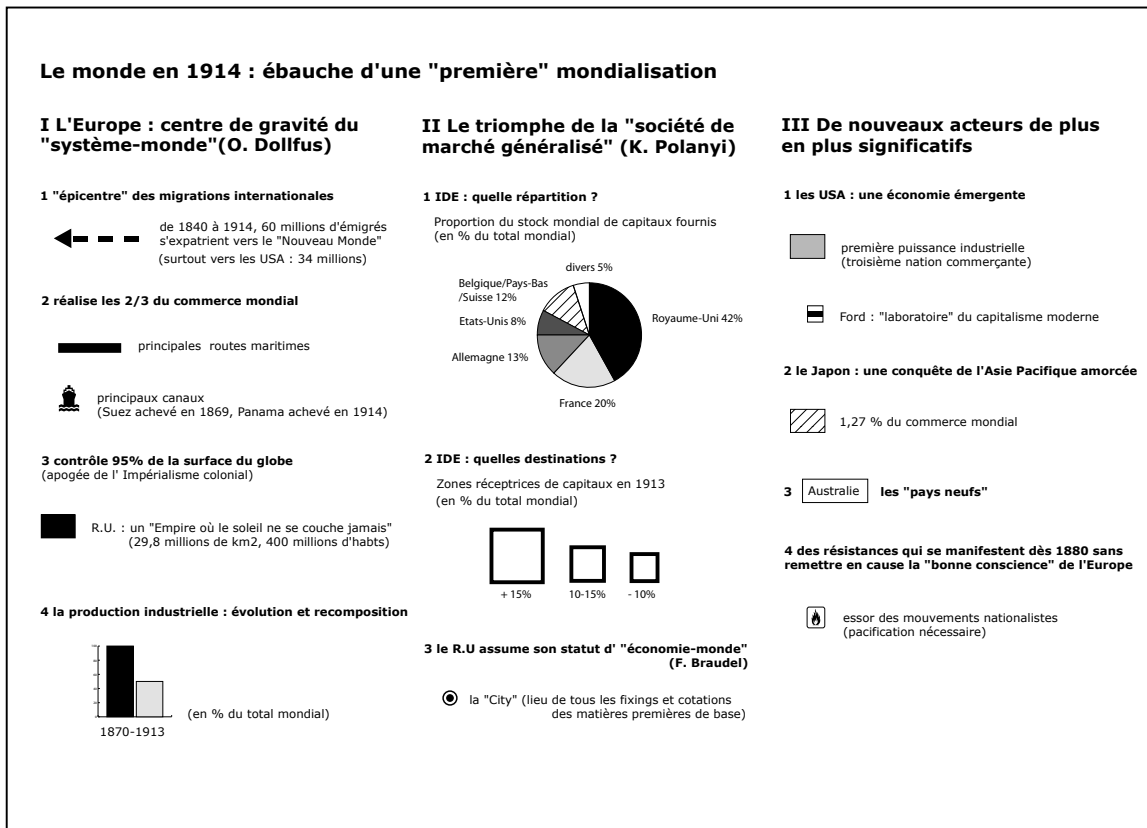 Le monde en 1914 : ébauche d'une "première" mondialisation
I L'Europe : centre de gravité du
"système-monde"(O. Dollfus)
1 "épicentre" des migrations internationales
de 1840 à 1914, 60 millions d'émigrés
s'expatrient vers le "Nouveau Monde"
(surtout vers les USA : 34 millions)
2 réalise les 2/3 du commerce mondial
principales routes maritimes
principaux canaux
(Suez achevé en 1869, Panama achevé en 1914)
3 contrôle 95% de la surface du globe
(apogée de l' Impérialisme colonial)
R.U. : un "Empire où le soleil ne se couche jamais"
(29,8 millions de km2, 400 millions d'habts)
4 la production industrielle : évolution et recomposition
(en % du total mondial)
1870-1913
II Le triomphe de la "société de
marché généralisé" (K. Polanyi)
1 IDE : quelle répartition ?
Proportion du stock mondial de capitaux fournis
(en % du total mondial)
divers 5%
Belgique/Pays-Bas
/Suisse 12%
Etats-Unis 8%
Royaume-Uni 42%
Allemagne 13%
France 20%
2 IDE : quelles destinations ?
Zones réceptrices de capitaux en 1913
(en % du total mondial)
+ 15%
10-15%
- 10%
3 le R.U assume son statut d' "économie-monde"
(F. Braudel)
la "City" (lieu de tous les fixings et cotations
des matières premières de base)
III De nouveaux acteurs de plus
en plus significatifs
1 les USA : une économie émergente
première puissance industrielle
(troisième nation commerçante)
Ford : "laboratoire" du capitalisme moderne
2 le Japon : une conquête de l'Asie Pacifique amorcée
1,27 % du commerce mondial
3 Australie les "pays neufs"
4 des résistances qui se manifestent dès 1880 sans
remettre en cause la "bonne conscience" de l'Europe
essor des mouvements nationalistes
(pacification nécessaire)